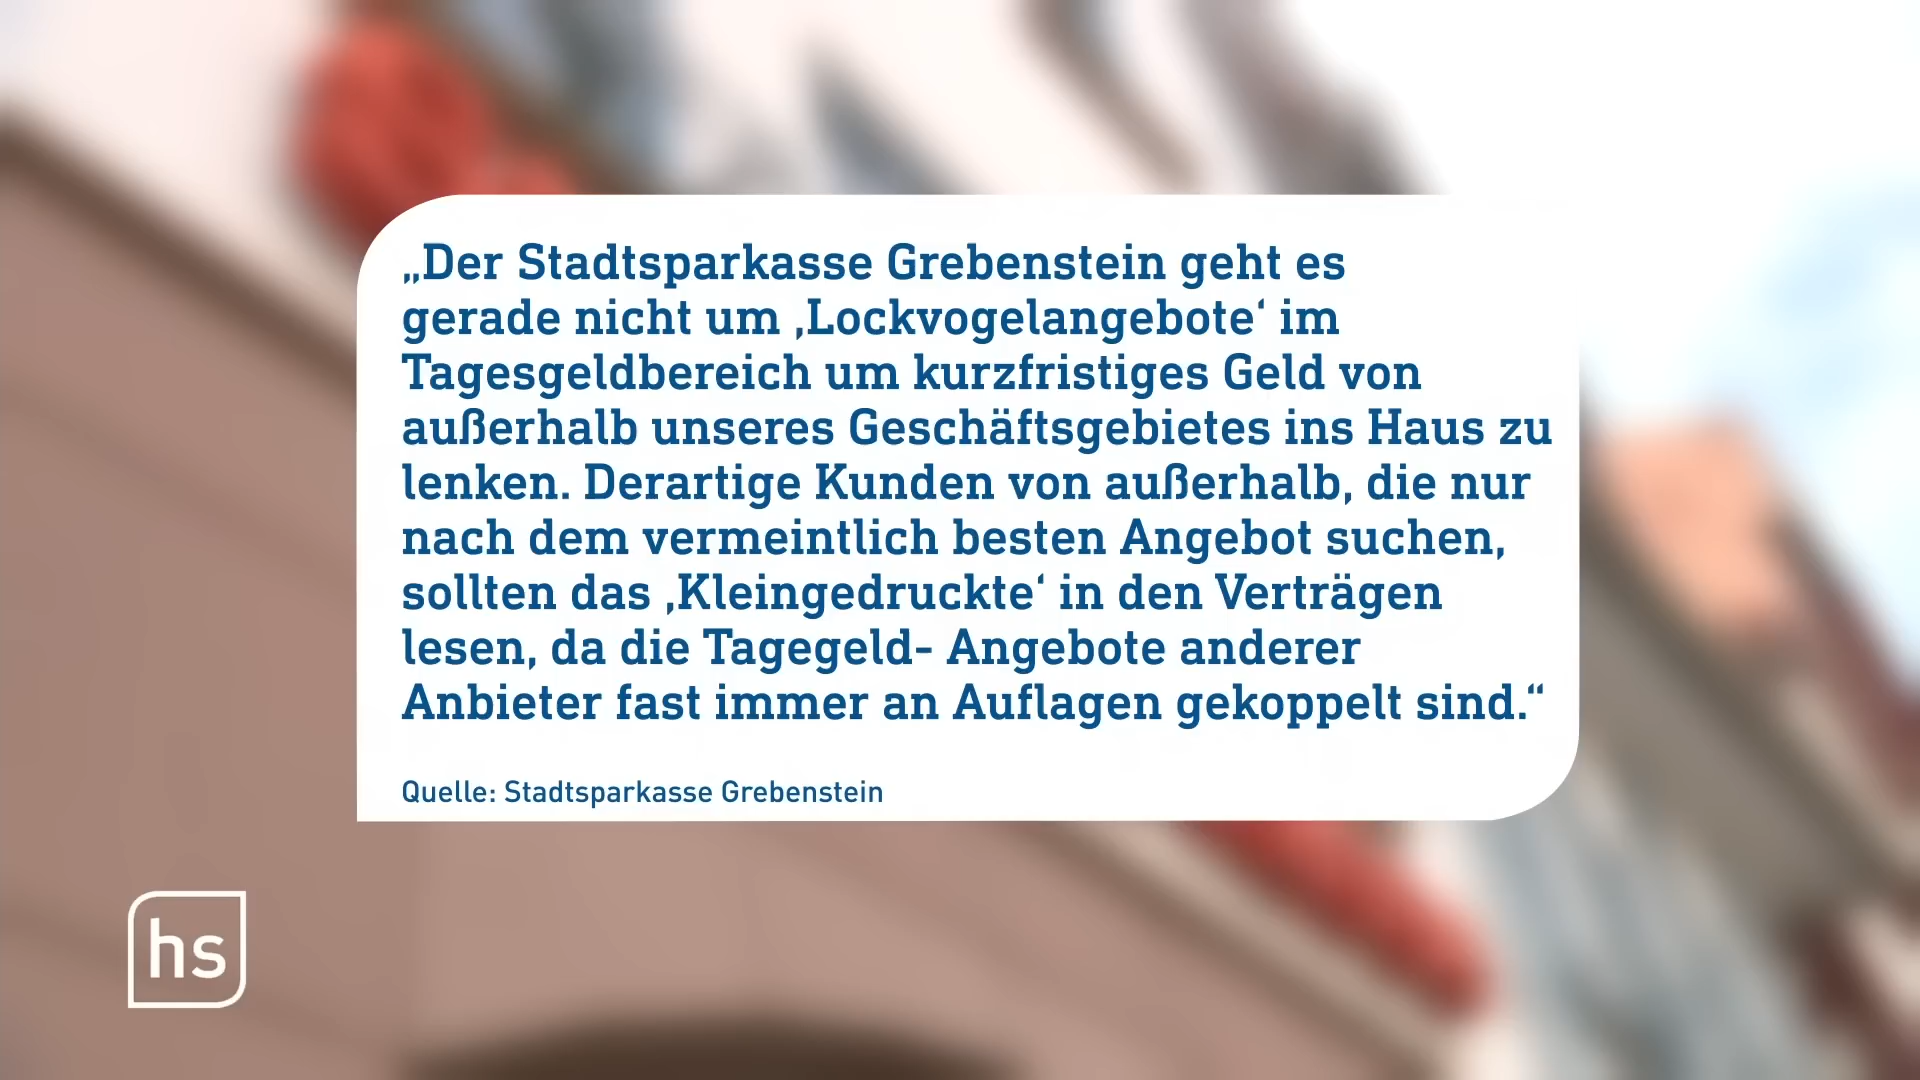 „Der Stadtsparkasse Grebenstein geht es
gerade nicht um ‚Lockvogelangebote‘ im
Tagesgeldbereich um kurzfristiges Geld von
außerhalb unseres Geschäftsgebietes ins Haus zu
lenken. Derartige Kunden von außerhalb, die nur
nach dem vermeintlich besten Angebot suchen,
sollten das ‚Kleingedruckte‘ in den Verträgen
lesen, da die Tagegeld- Angebote anderer
Anbieter fast immer an Auflagen gekoppelt sind.“
Quelle: Stadtsparkasse Grebenstein
hs